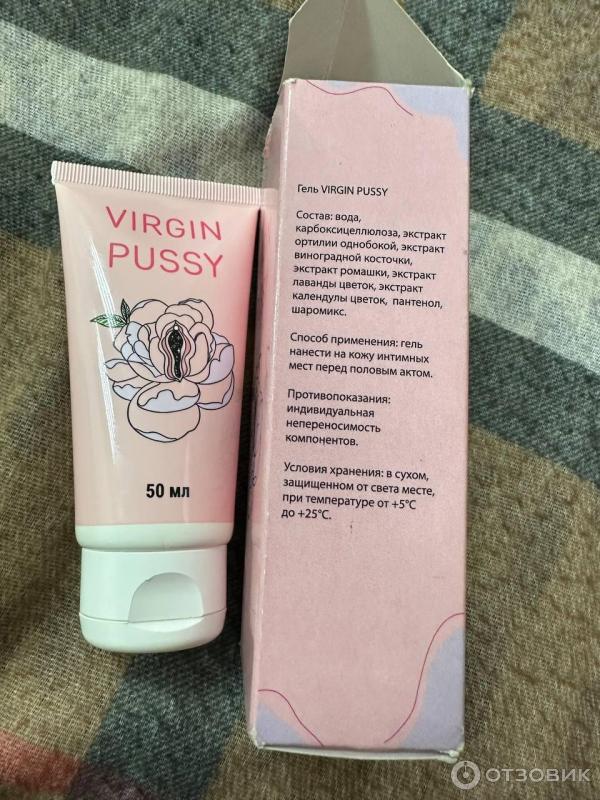 VIRGIN
PUSSY
50 мл
Гель VIRGIN PUSSY
Состав: вода,
карбоксицеллюлоза, экстракт
ортилии однобокой, экстракт
виноградной косточки,
экстракт ромашки, экстракт
лаванды цветок, экстракт
календулы цветок, пантенол,
шаромикс.
Способ применения: гель
нанести на кожу интимных
мест перед половым актом.
Противопоказания:
индивидуальная
непереносимость
компонентов.
Условия хранения: в сухом,
защищенном от света месте,
при температуре от +5°C
до +25°C.
ОТЗОВИК